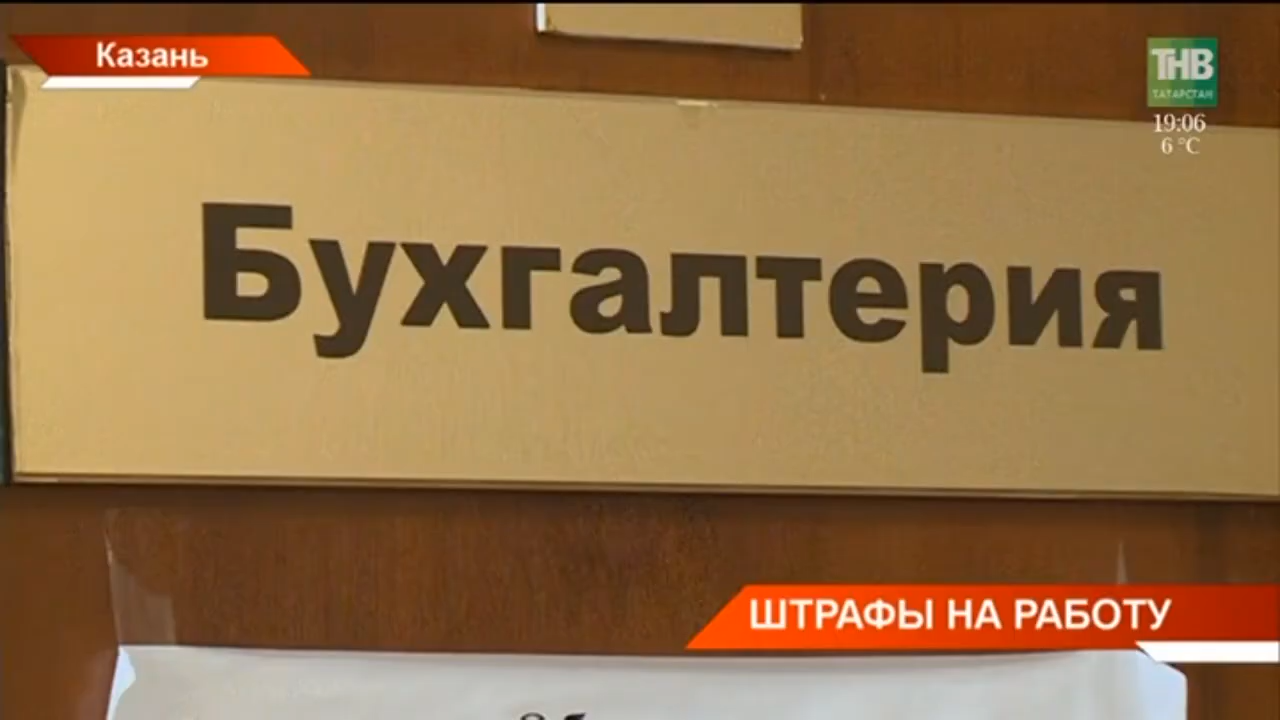 Казань
ТНВ
ТАТАРСТАН
19:06
6 °C
Бухгалтерия
ШТРАФЫ НА РАБОТУ